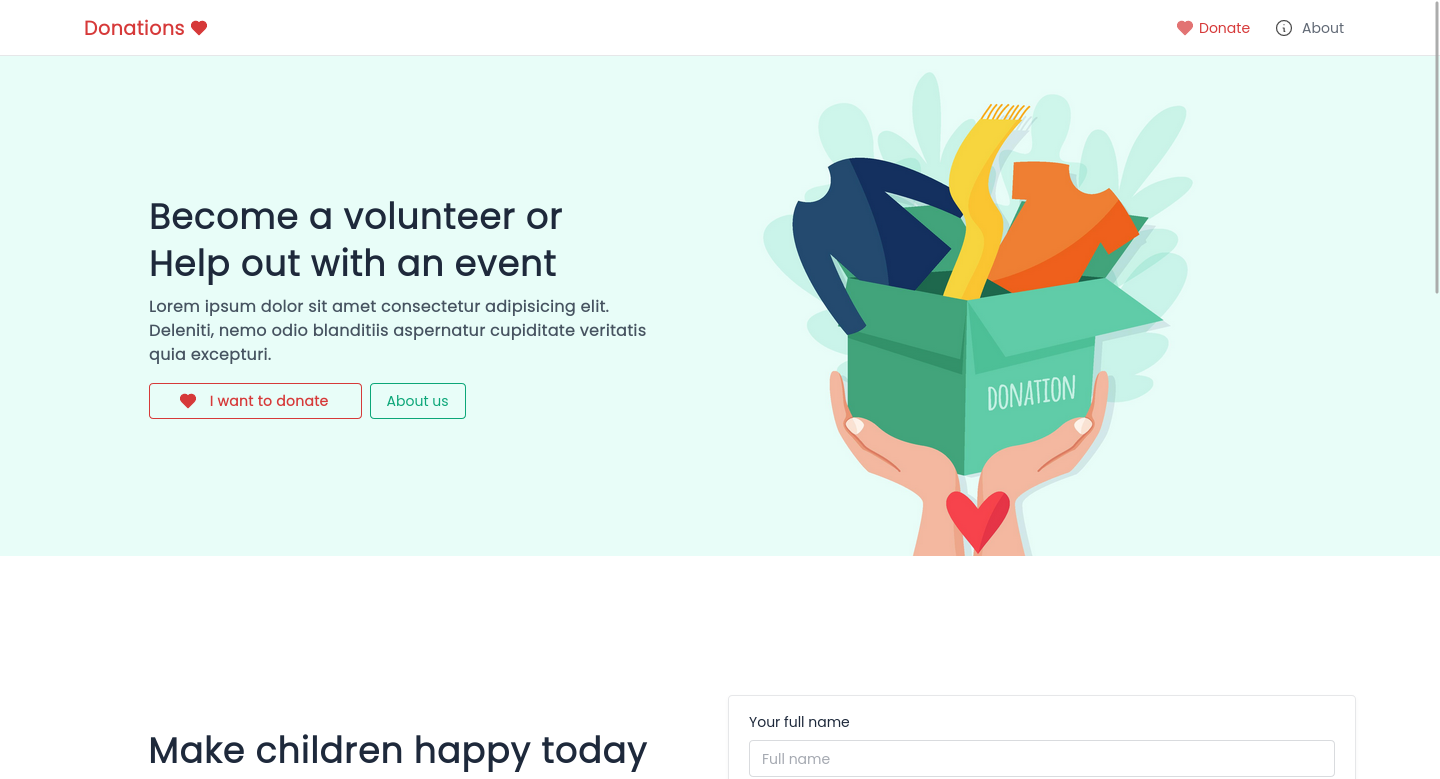 Donations
Donate
About
Become a volunteer or
Help out with an event
Lorem ipsum dolor sit amet consectetur adipisicing elit.
Deleniti, nemo odio blanditiis aspernatur cupiditate veritatis
quia excepturi.
I want to donate
About us
DONATION
Make children happy today
Your full name
Full name